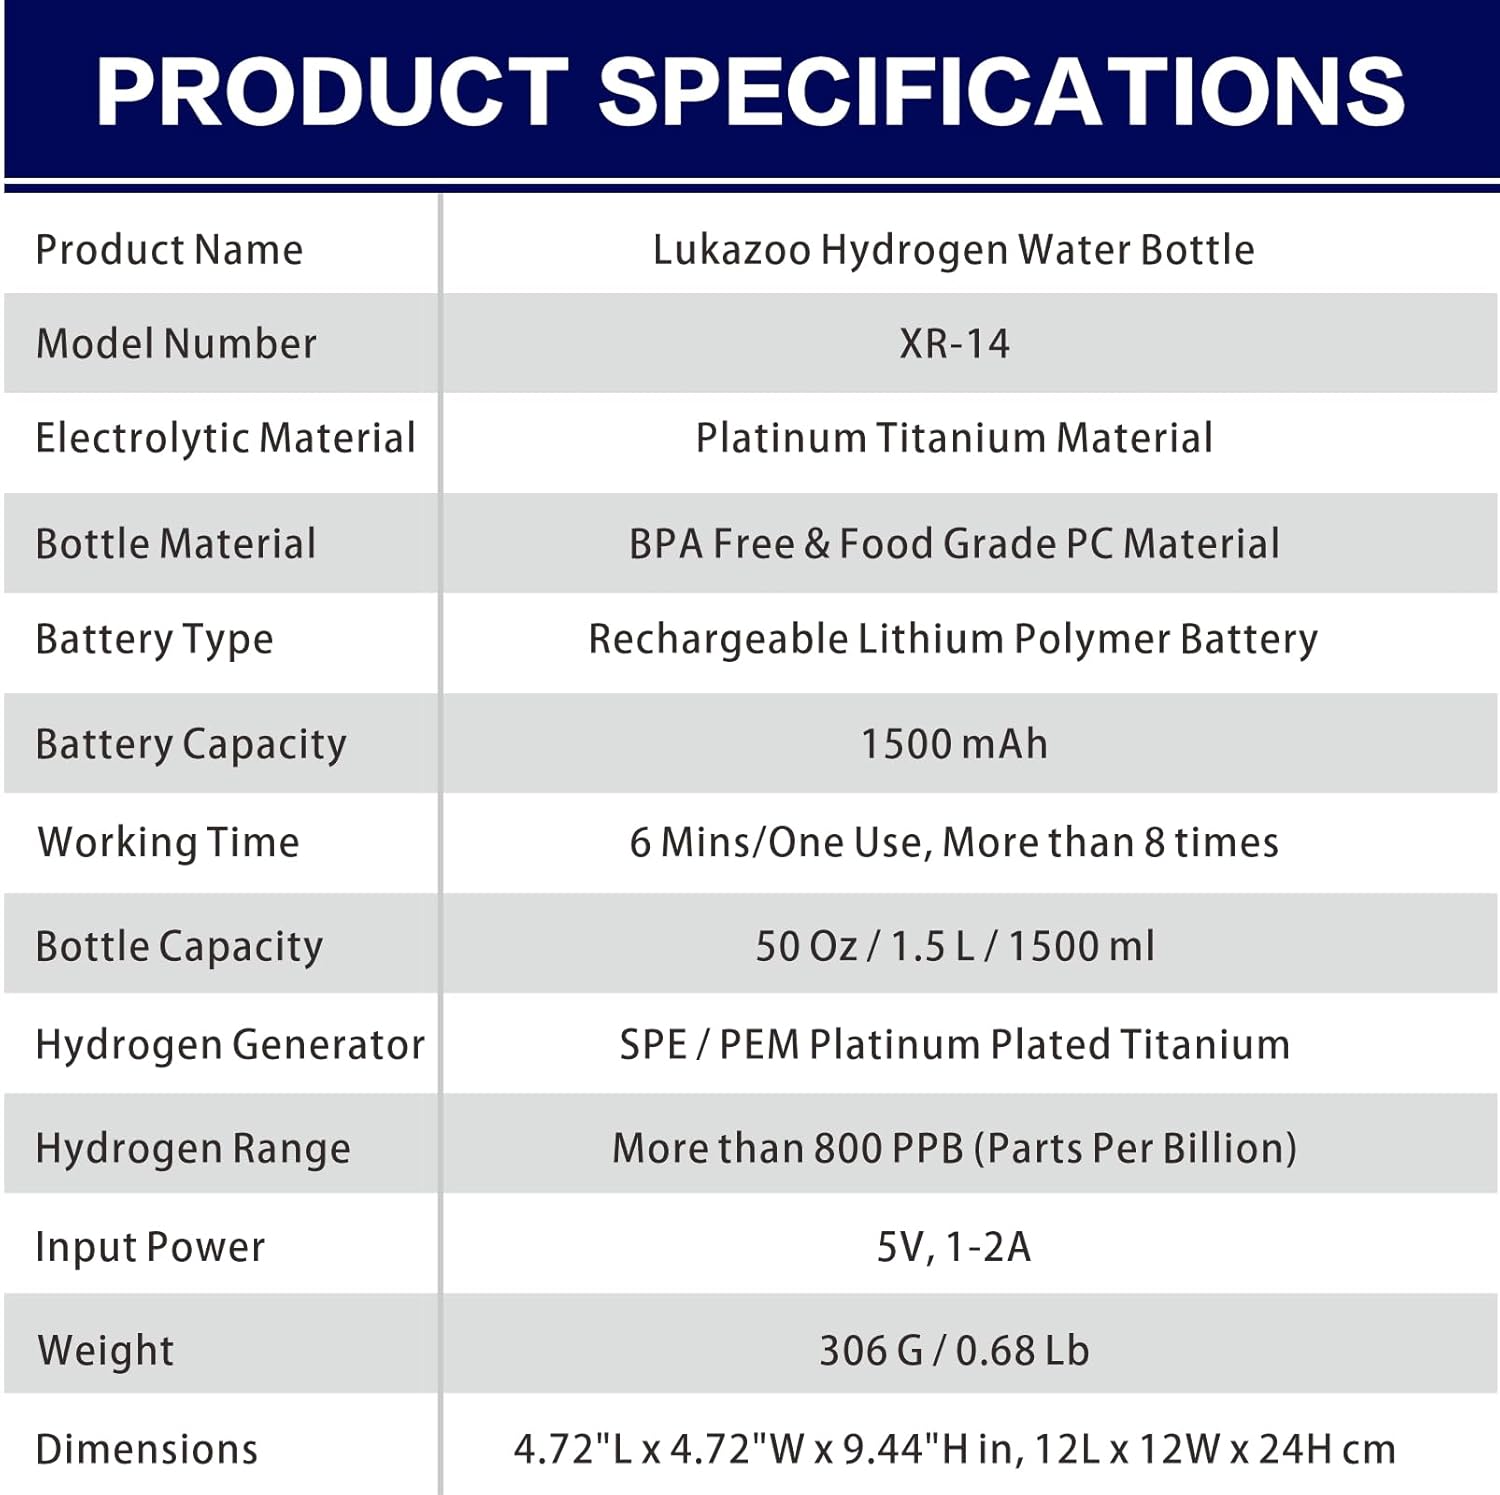 PRODUCT SPECIFICATIONS
Product Name Lukazoo Hydrogen Water Bottle
Model Number XR-14
Electrolytic Material Platinum Titanium Material
Bottle Material BPA Free & Food Grade PC Material
Battery Type Rechargeable Lithium Polymer Battery
Battery Capacity 1500 mAh
Working Time 6 Mins/One Use, More than 8 times
Bottle Capacity 50 Oz / 1.5 L / 1500 ml
Hydrogen Generator SPE / PEM Platinum Plated Titanium
Hydrogen Range More than 800 PPB (Parts Per Billion)
Input Power 5V, 1-2A
Weight 306 G / 0.68 Lb
Dimensions 4.72"L x 4.72"W x 9.44"H in, 12L x 12W x 24H cm